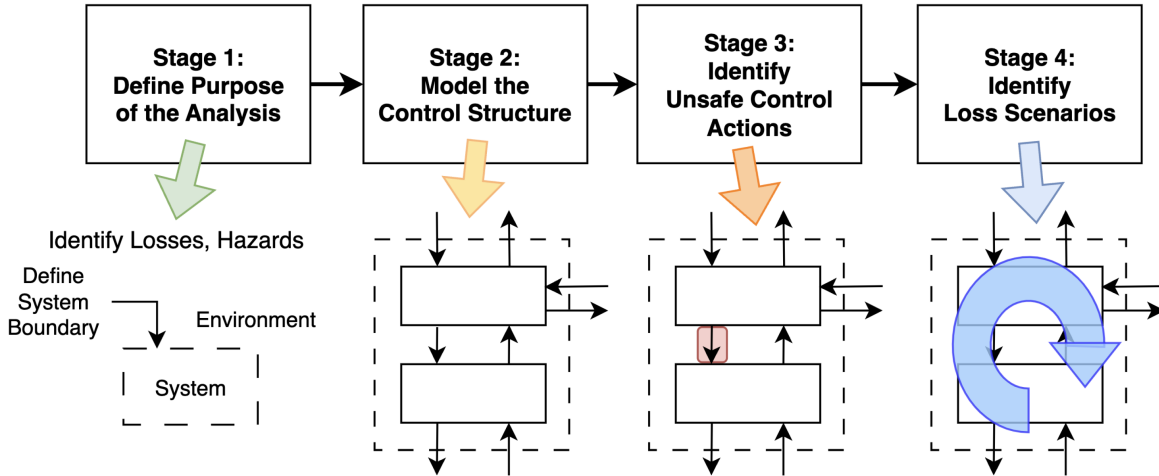 Stage 1:
Define Purpose
of the Analysis
Stage 2:
Model the
Control Structure
Stage 3:
Identify
Unsafe Control
Actions
Stage 4:
Identify
Loss Scenarios
Identify Losses, Hazards
Define
System
Boundary
Environment
System